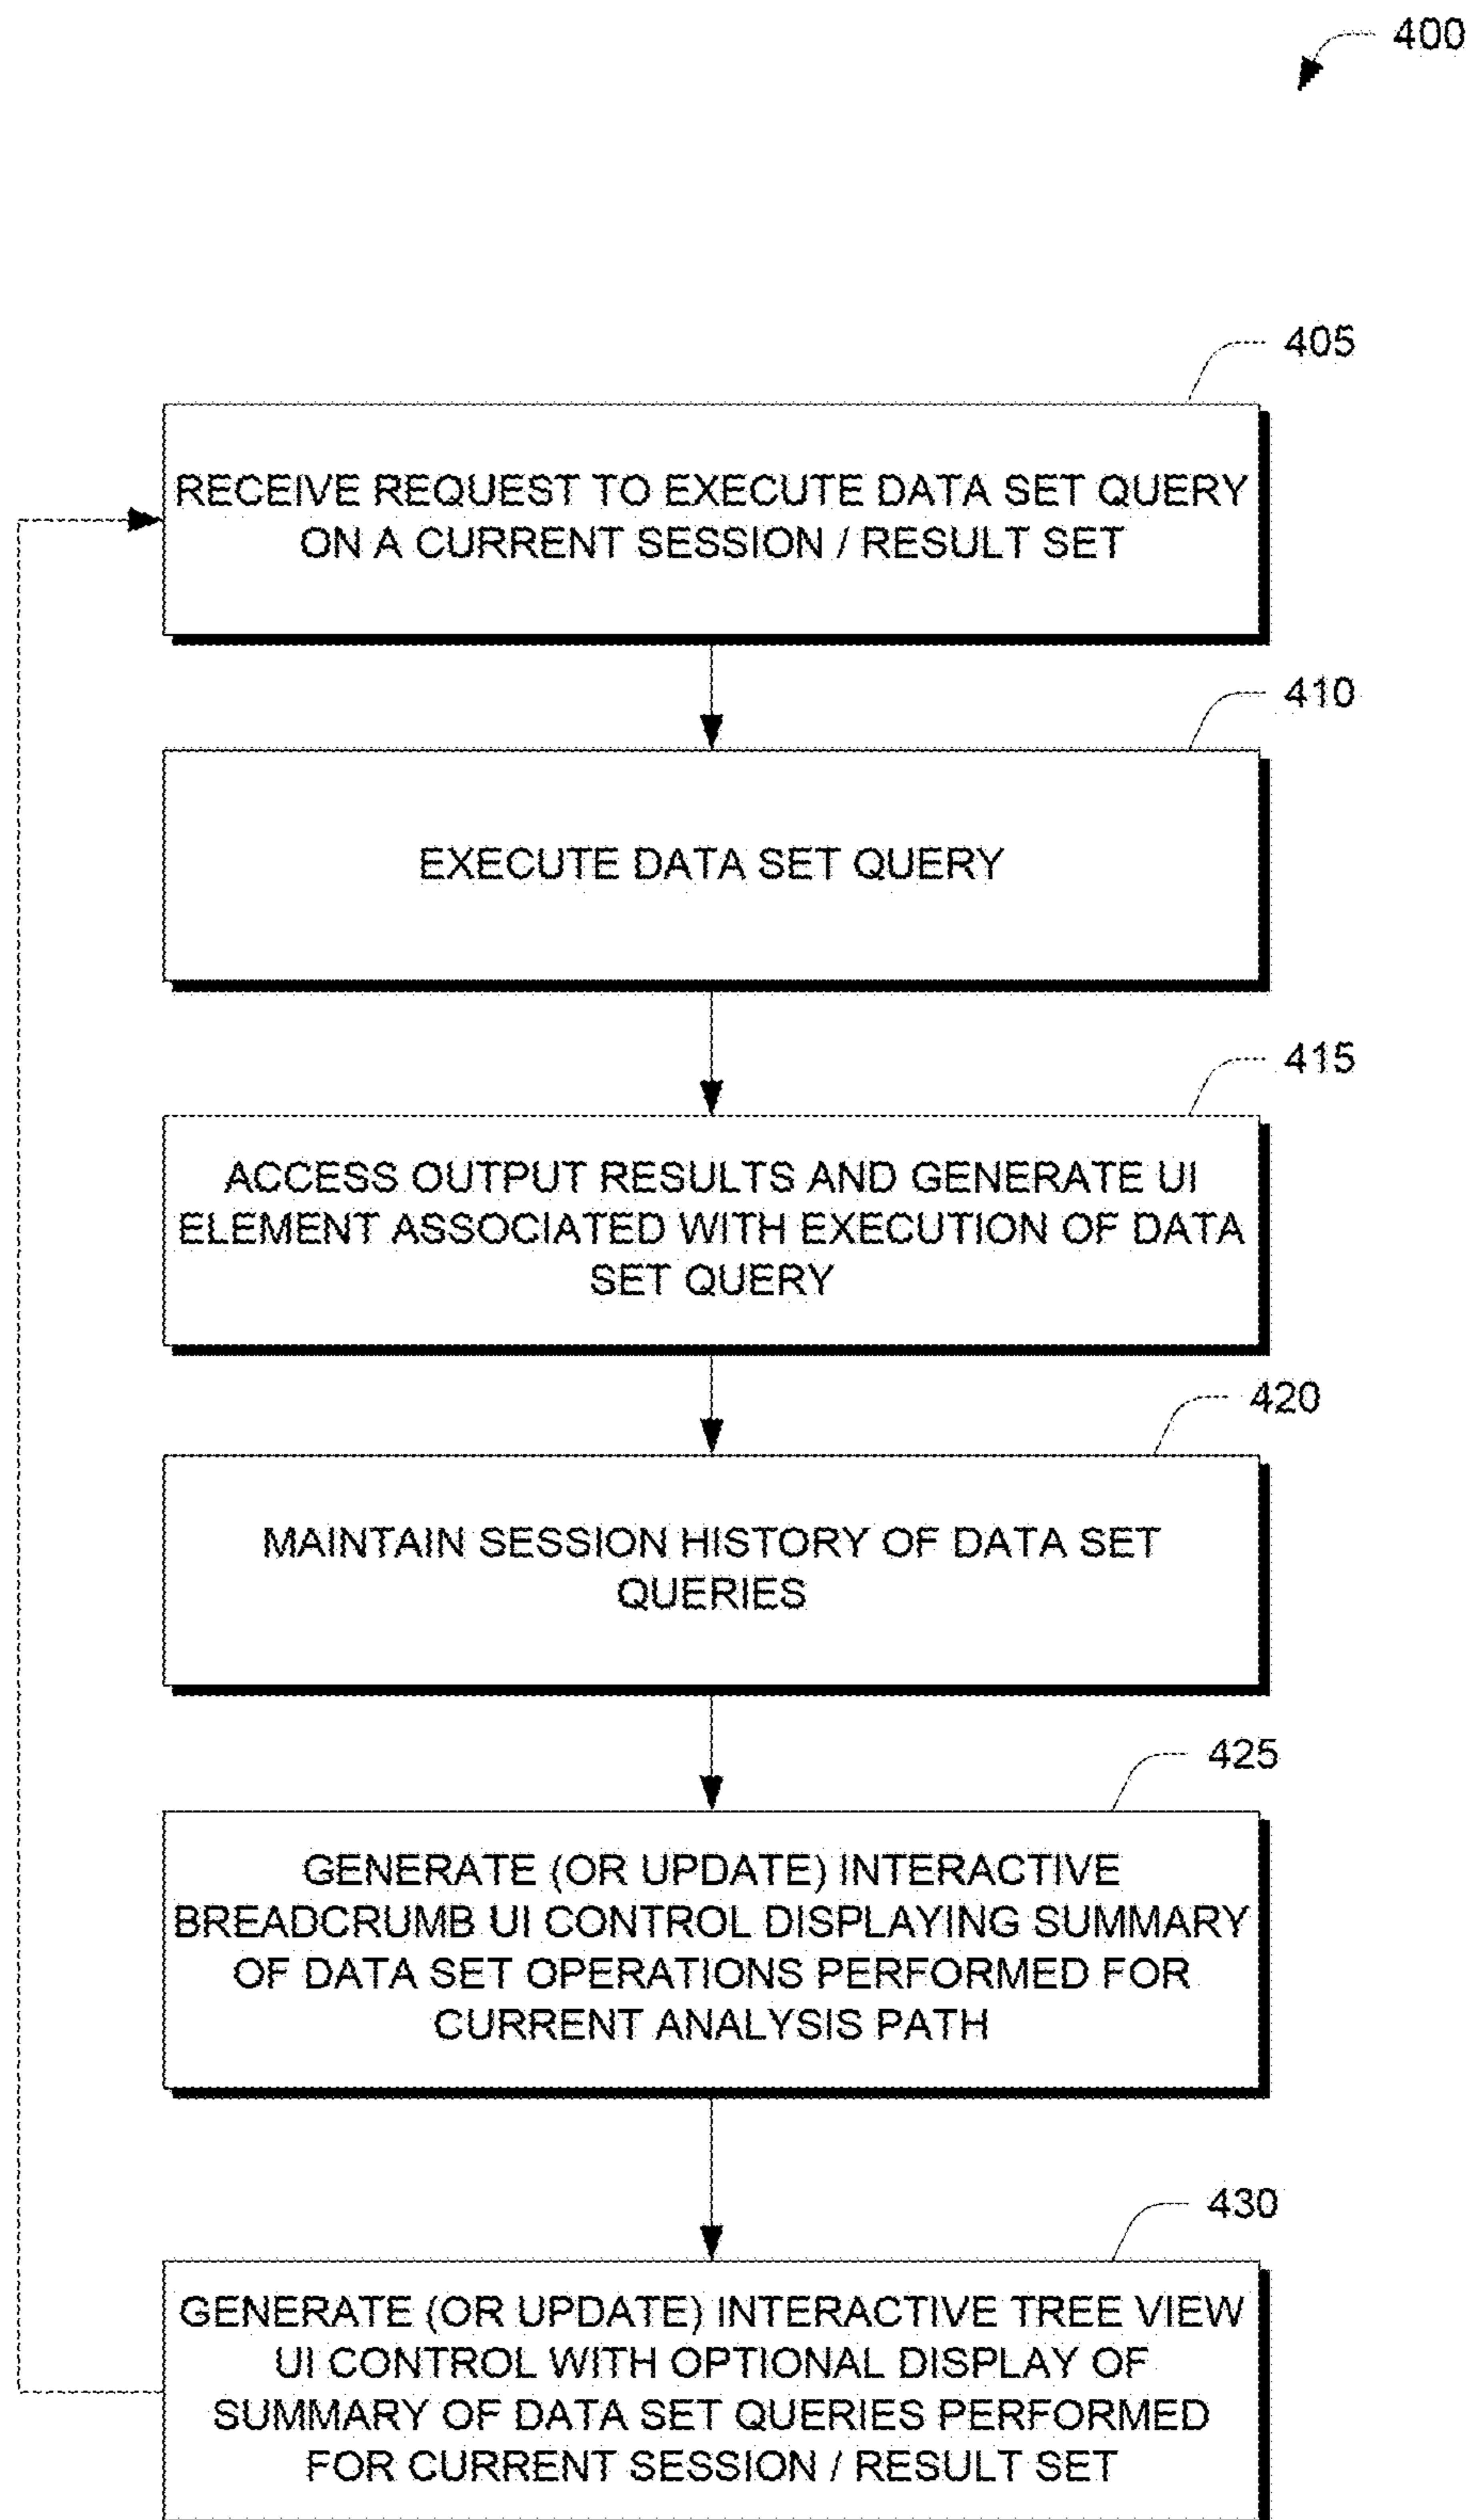 400
405
RECEIVE REQUEST TO EXECUTE DATA SET QUERY
ON A CURRENT SESSION / RESULT SET
410
EXECUTE DATA SET QUERY
415
ACCESS OUTPUT RESULTS AND GENERATE UI
ELEMENT ASSOCIATED WITH EXECUTION OF DATA
SET QUERY
420
MAINTAIN SESSION HISTORY OF DATA SET
QUERIES
425
GENERATE (OR UPDATE) INTERACTIVE
BREADCRUMB UI CONTROL DISPLAYING SUMMARY
OF DATA SET OPERATIONS PERFORMED FOR
CURRENT ANALYSIS PATH
430
GENERATE (OR UPDATE) INTERACTIVE TREE VIEW
UI CONTROL WITH OPTIONAL DISPLAY OF
SUMMARY OF DATA SET QUERIES PERFORMED
FOR CURRENT SESSION / RESULT SET